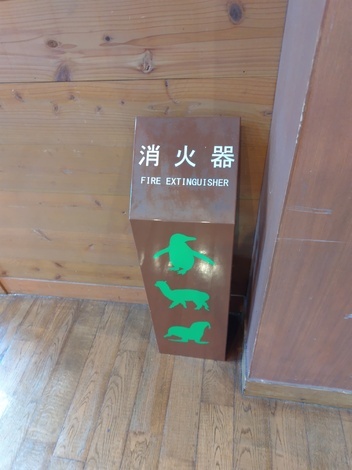 消火器
FIRE EXTINGUISHER